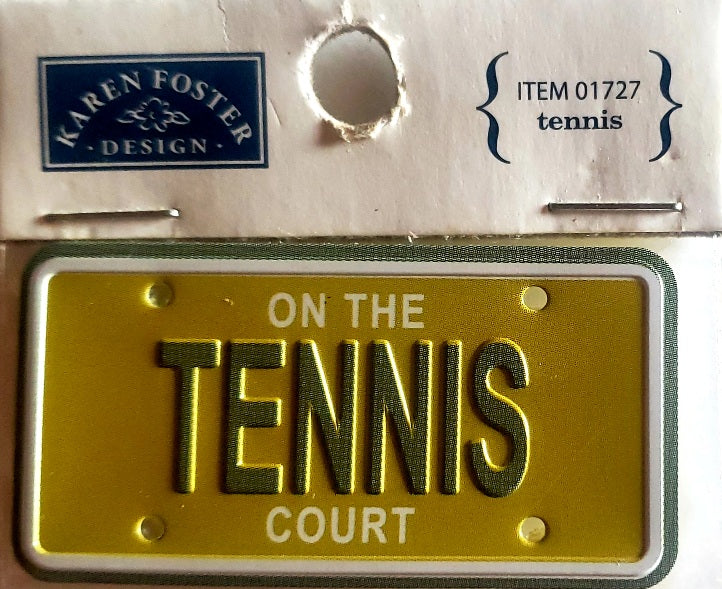 KAREN FOSTER
· DESIGN ·
ITEM 01727
tennis
ON THE
TENNIS
COURT